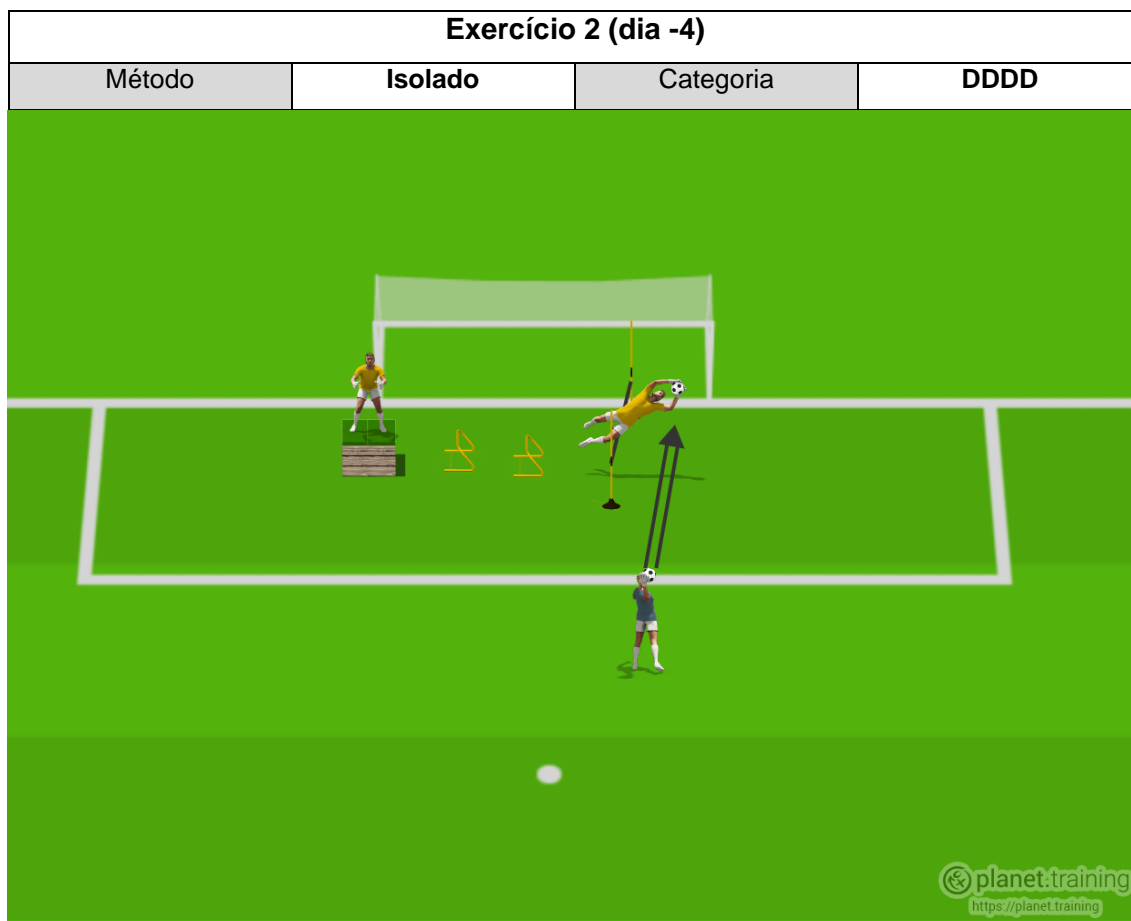 Exercício 2 (dia -4)
Método Isolado Categoria DDDD
planet.training
https://planet.training